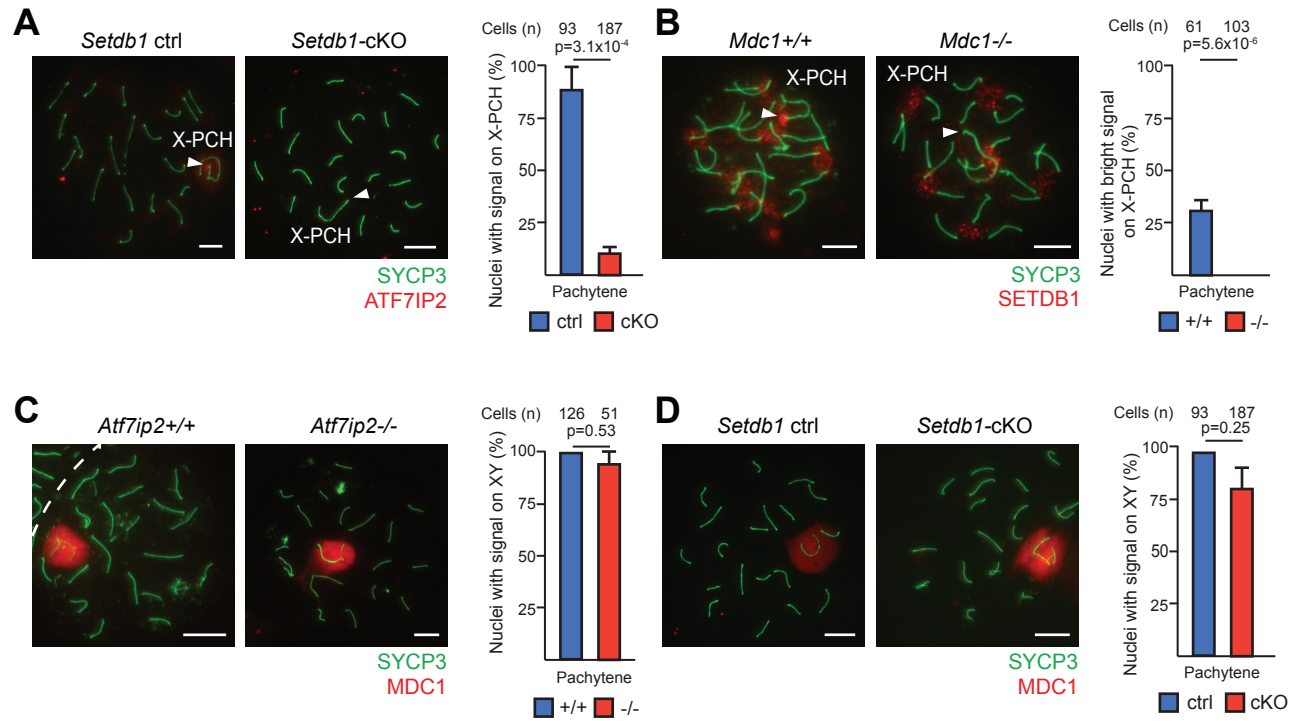 A
Setdb1 ctrl
Setdb1-cKO
X-PCH
X-PCH
SYCP3
ATF7IP2
Cells (n) 93 187
p=3.1x10-4
Nuclei with signal on X-PCH (%)
100
75
50
25
Pachytene
ctrl cKO
B
Mdc1+/+
Mdc1-/-
X-PCH
X-PCH
SYCP3
SETDB1
Cells (n) 61 103
p=5.6x10-6
Nuclei with bright signal
on X-PCH (%)
100
75
50
25
Pachytene
+/+ -/-
C
Atf7ip2+/+
Atf7ip2-/-
SYCP3
MDC1
Cells (n) 126 51
p=0.53
Nuclei with signal on XY (%)
100
75
50
25
Pachytene
+/+ -/-
D
Setdb1 ctrl
Setdb1-cKO
SYCP3
MDC1
Cells (n) 93 187
p=0.25
Nuclei with signal on XY (%)
100
75
50
25
Pachytene
ctrl cKO